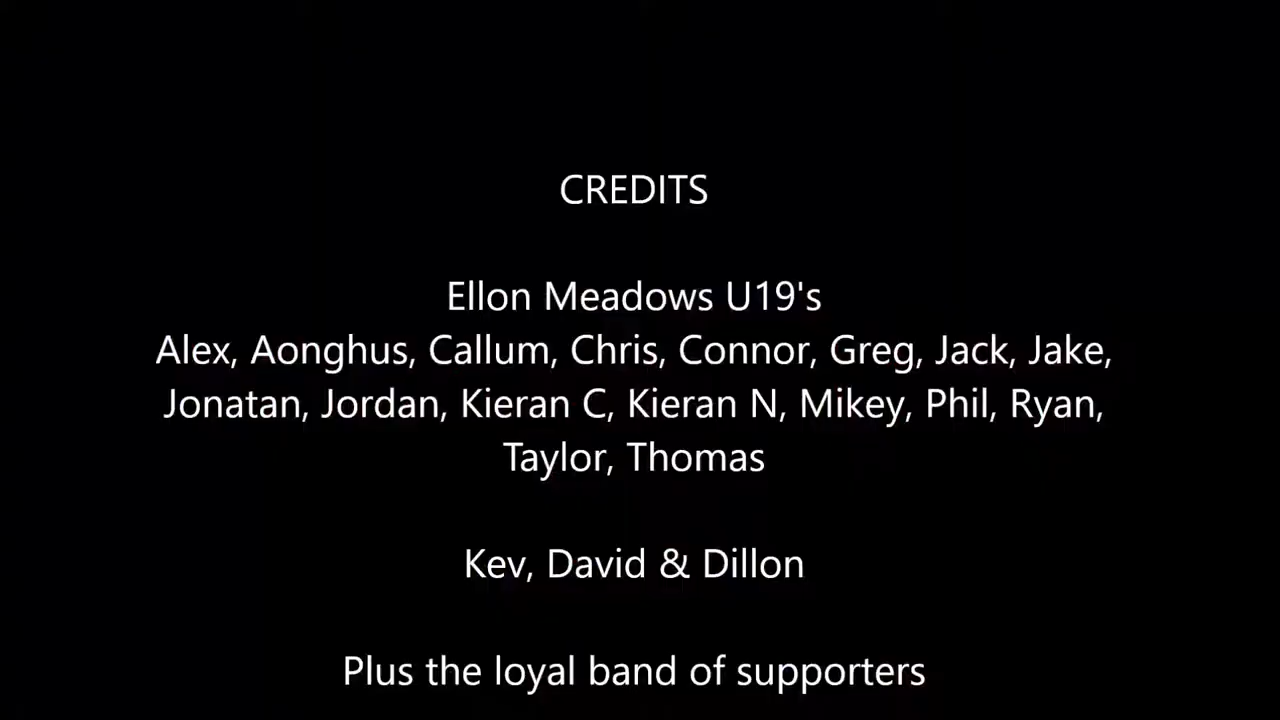 CREDITS
Ellon Meadows U19's
Alex, Aonghus, Callum, Chris, Connor, Greg, Jack, Jake,
Jonatan, Jordan, Kieran C, Kieran N, Mikey, Phil, Ryan,
Taylor, Thomas
Kev, David & Dillon
Plus the loyal band of supporters